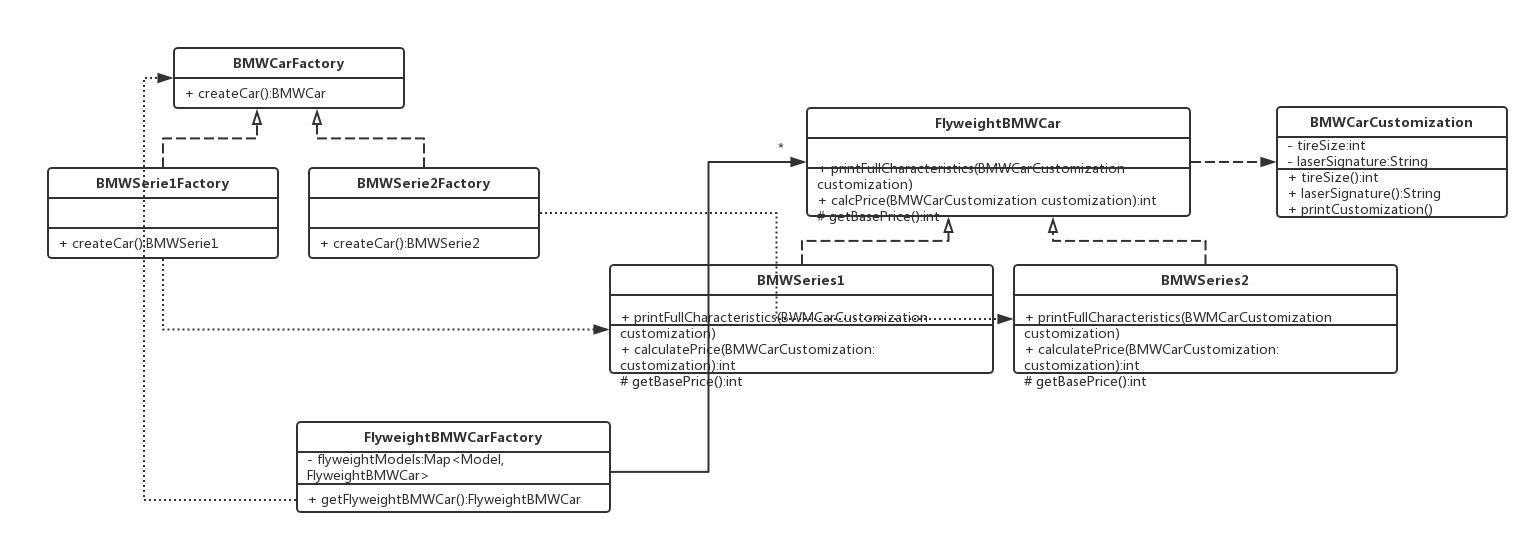 BMWCarFactory
+ createCar():BMWCar
BMWSerie1Factory
+ createCar():BMWSerie1
BMWSerie2Factory
+ createCar():BMWSerie2
*
FlyweightBMWCar
+ printFullCharacteristics(BMWCarCustomization
customization)
+ calcPrice(BMWCarCustomization customization):int
# getBasePrice():int
BMWCarCustomization
- tireSize:int
- laserSignature:String
+ tireSize():int
+ laserSignature():String
+ printCustomization()
BMWSeries1
+ printFullCharacteristics(BWMCarCustomization
customization)
+ calculatePrice(BMWCarCustomization:
customization):int
# getBasePrice():int
BMWSeries2
+ printFullCharacteristics(BWMCarCustomization
customization)
+ calculatePrice(BMWCarCustomization:
customization):int
# getBasePrice():int
FlyweightBMWCarFactory
- flyweightModels:Map<Model,
FlyweightBMWCar>
+ getFlyweightBMWCar():FlyweightBMWCar